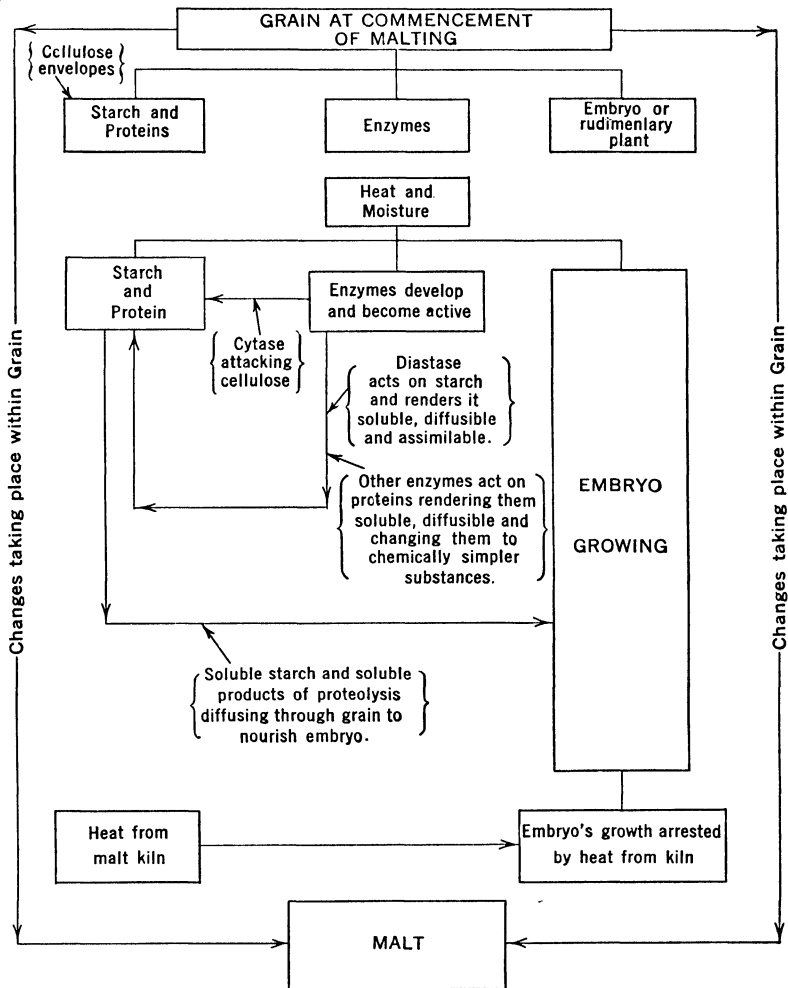 GRAIN AT COMMENCEMENT
OF MALTING
Cellulose
envelopes
Starch and
Proteins
Enzymes
Embryo or
rudimenlary
plant
Heat and
Moisture
Starch
and
Protein
Enzymes develop
and become active
Cytase
attacking
cellulose
Diastase
acts on starch
and renders it
soluble, diffusible
and assimilable.
Other enzymes act on
proteins rendering them
soluble, diffusible and
changing them to
chemically simpler
substances.
EMBRYO
GROWING
Soluble starch and soluble
products of proteolysis
diffusing through grain to
nourish embryo.
Changes taking place within Grain
Changes taking place within Grain
Heat from
malt kiln
Embryo's growth arrested
by heat from kiln
MALT